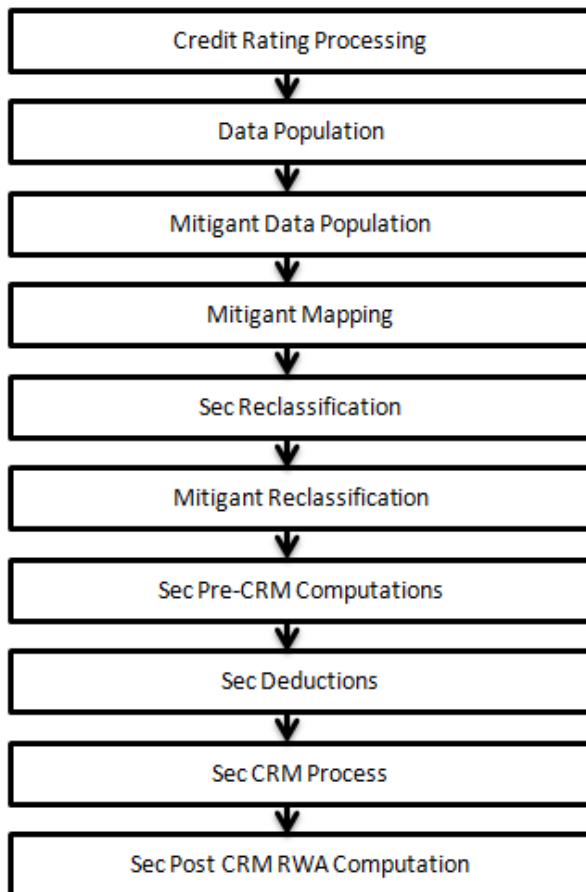 Credit Rating Processing
Data Population
Mitigant Data Population
Mitigant Mapping
Sec Reclassification
Mitigant Reclassification
Sec Pre-CRM Computations
Sec Deductions
Sec CRM Process
Sec Post CRM RWA Computation